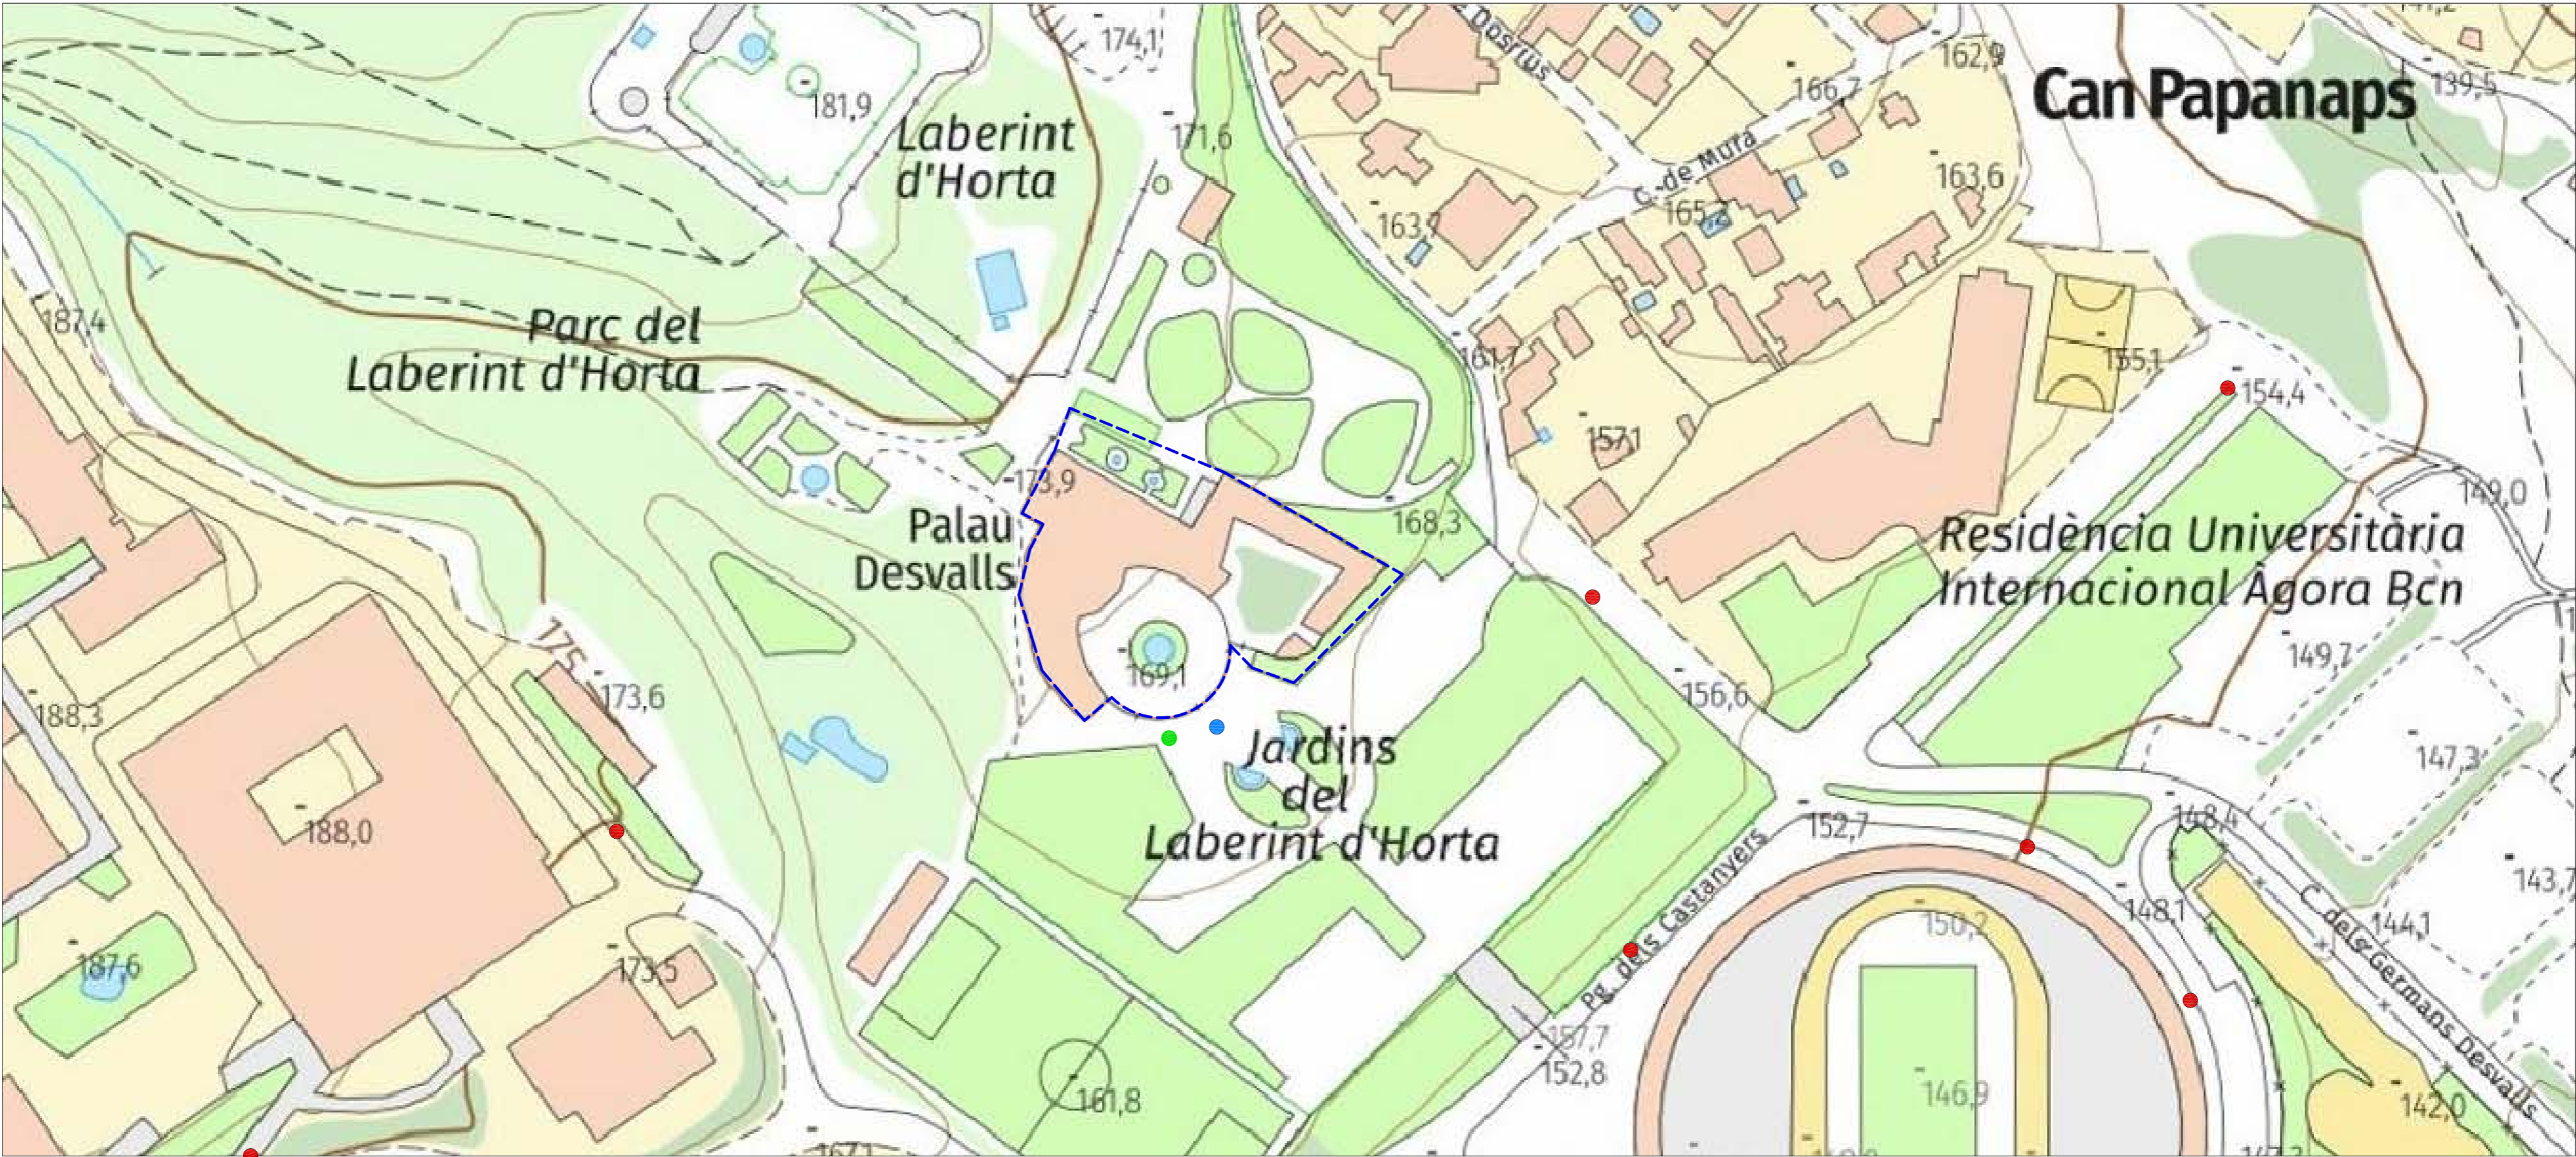 174,1
Dosrius
162,9
166,7
Can Papanaps
139,5
181,9
Laberint
d'Horta
171,6
C. de Mura
163,6
163,7
165,2
187,4
Parc del
Laberint d'Horta
161,7
155,1
154,4
157,1
173,9
168,3
149,0
Palau
Desvalls
Residència Universitària
Internacional Àgora Bcn
175
149,7
169,1
173,6
156,6
188,3
Jardins
del
Laberint d'Horta
147,3
188,0
152,7
148,4
Pg. dels Castanyers
143,7
148,1
150,2
144,1
C. dels Germans Desvalls
187,6
173,5
157,7
152,8
161,8
146,9
142,0
167,1